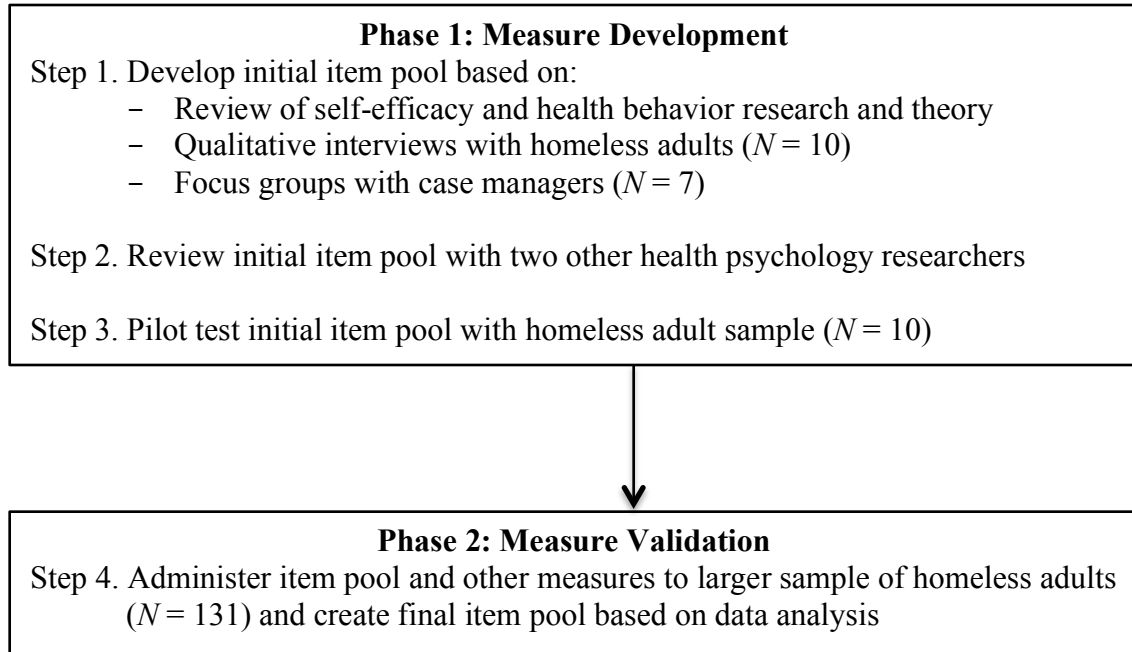 Phase 1: Measure Development
Step 1. Develop initial item pool based on:
– Review of self-efficacy and health behavior research and theory
– Qualitative interviews with homeless adults (N = 10)
– Focus groups with case managers (N = 7)
Step 2. Review initial item pool with two other health psychology researchers
Step 3. Pilot test initial item pool with homeless adult sample (N = 10)
Phase 2: Measure Validation
Step 4. Administer item pool and other measures to larger sample of homeless adults
(N = 131) and create final item pool based on data analysis